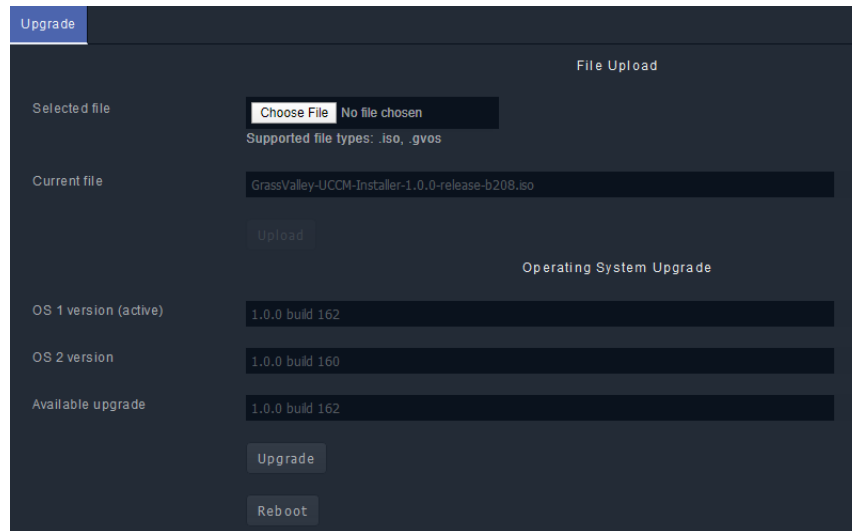 Upgrade
File Upload
Selected file
Choose File No file chosen
Supported file types: .iso, .gvos
Current file
GrassValley-UCCM-Installer-1.0.0-release-b208.iso
Upload
Operating System Upgrade
OS 1 version (active)
1.0.0 build 162
OS 2 version
1.0.0 build 160
Available upgrade
1.0.0 build 162
Upgrade
Reboot